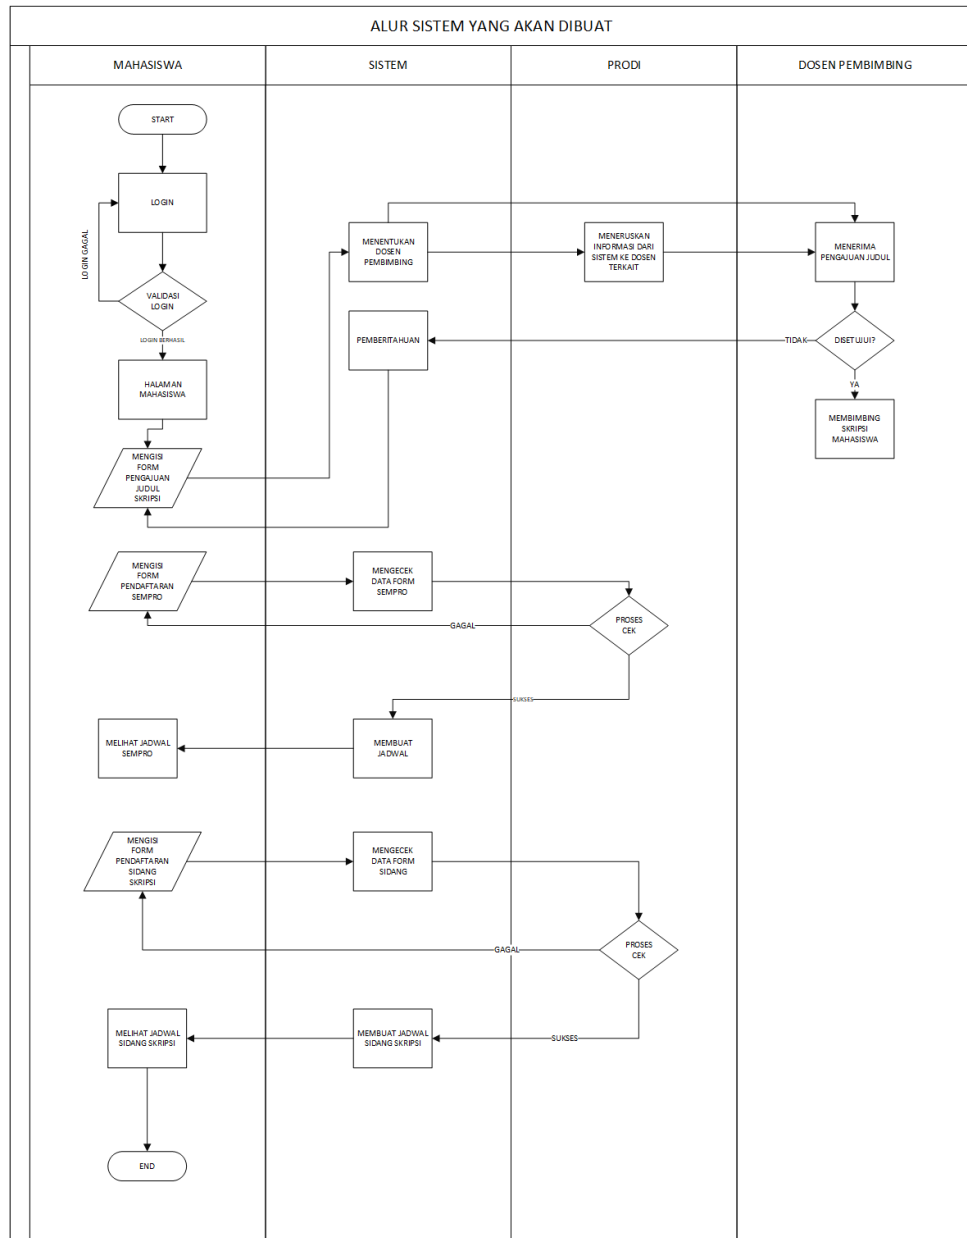 ALUR SISTEM YANG AKAN DIBUAT
MAHASISWA
SISTEM
PRODI
DOSEN PEMBIMBING
START
LOGIN
LOGIN GAGAL
VALIDASI
LOGIN
LOGIN BERHASIL
HALAMAN
MAHASISWA
MENGISI
FORM
PENGAJUAN
JUDUL
SKRIPSI
MENENTUKAN
DOSEN
PEMBIMBING
MENERUSKAN
INFORMASI DARI
SISTEM KE DOSEN
TERKAIT
MENERIMA
PENGAJUAN JUDUL
PEMBERITAHUAN
TIDAK
DISETUJUI?
YA
MEMBIMBING
SKRIPSI
MAHASISWA
MENGISI
FORM
PENDAFTARAN
SEMPRO
MENGECEK
DATA FORM
SEMPRO
PROSES
CEK
GAGAL
SUKSES
MELIHAT JADWAL
SEMPRO
MEMBUAT
JADWAL
MENGISI
FORM
PENDAFTARAN
SIDANG
SKRIPSI
MENGECEK
DATA FORM
SIDANG
PROSES
CEK
GAGAL
SUKSES
MELIHAT JADWAL
SIDANG SKRIPSI
MEMBUAT JADWAL
SIDANG SKRIPSI
END